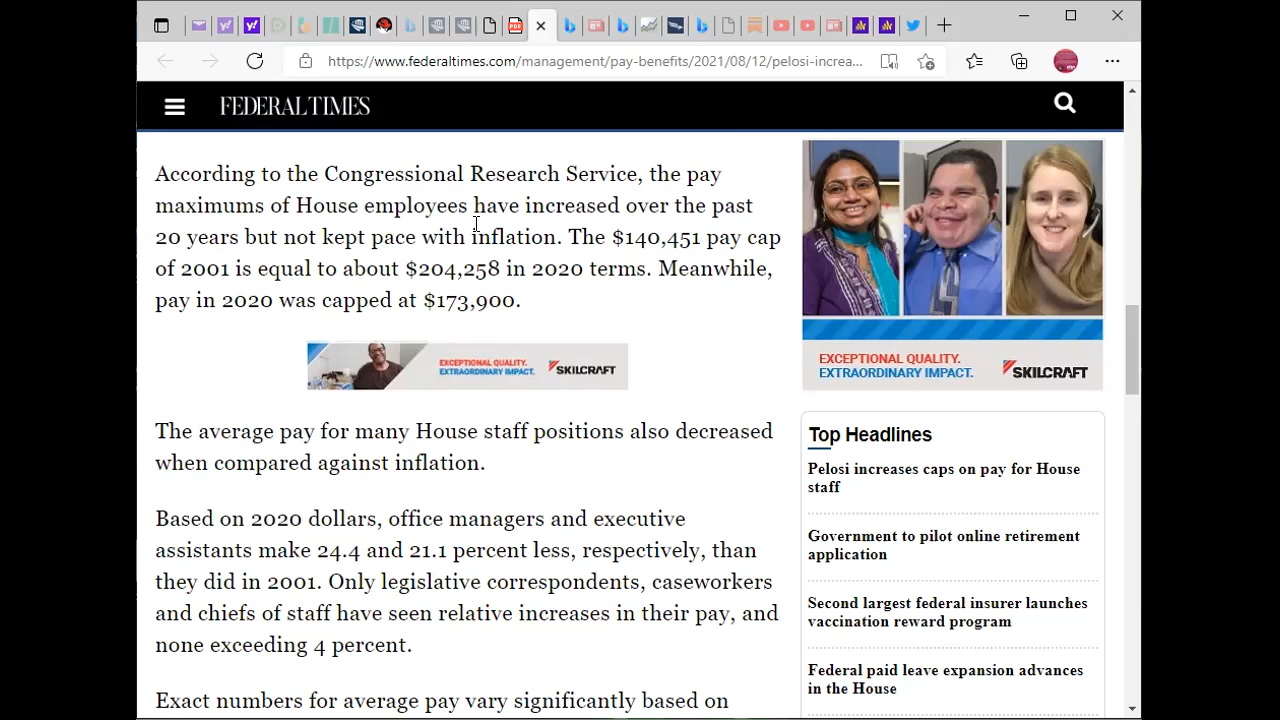 https://www.federaltimes.com/management/pay-benefits/2021/08/12/pelosi-increa...
FEDERALTIMES
According to the Congressional Research Service, the pay
maximums of House employees have increased over the past
20 years but not kept pace with inflation. The $140,451 pay cap
of 2001 is equal to about $204,258 in 2020 terms. Meanwhile,
pay in 2020 was capped at $173,900.
EXCEPTIONAL QUALITY.
EXTRAORDINARY IMPACT.
SKILCRAFT
The average pay for many House staff positions also decreased
when compared against inflation.
Based on 2020 dollars, office managers and executive
assistants make 24.4 and 21.1 percent less, respectively, than
they did in 2001. Only legislative correspondents, caseworkers
and chiefs of staff have seen relative increases in their pay, and
none exceeding 4 percent.
Exact numbers for average pay vary significantly based on
EXCEPTIONAL QUALITY.
EXTRAORDINARY IMPACT.
SKILCRAFT
Top Headlines
Pelosi increases caps on pay for House
staff
Government to pilot online retirement
application
Second largest federal insurer launches
vaccination reward program
Federal paid leave expansion advances
in the House